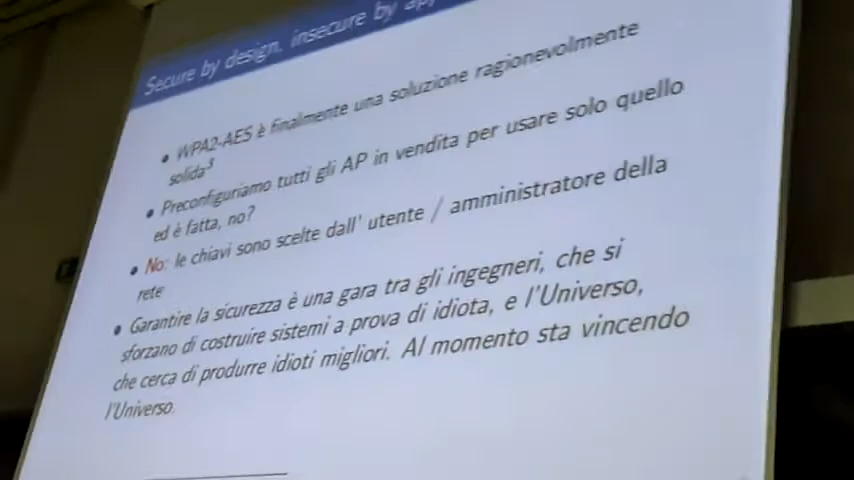 Secure by design, insecure by
• WPA2-AES è finalmente una soluzione ragionevolmente
solida³
• Preconfiguriamo tutti gli AP in vendita per usare solo quello
ed è fatta, no?
• No: le chiavi sono scelte dall' utente / amministratore della
rete
• Garantire la sicurezza è una gara tra gli ingegneri, che si
sforzano di costruire sistemi a prova di idiota, e l'Universo,
che cerca di produrre idioti migliori. Al momento sta vincendo
l'Universo.